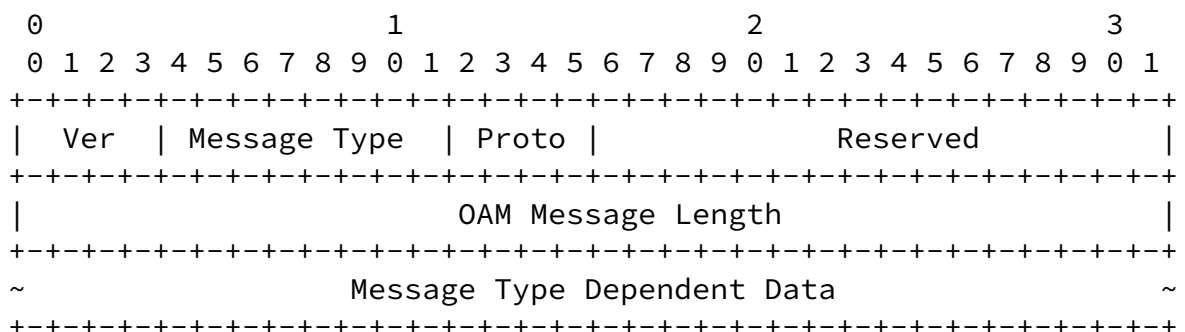 0                   1                   2                   3
 0 1 2 3 4 5 6 7 8 9 0 1 2 3 4 5 6 7 8 9 0 1 2 3 4 5 6 7 8 9 0 1
+-+-+-+-+-+-+-+-+-+-+-+-+-+-+-+-+-+-+-+-+-+-+-+-+-+-+-+-+-+-+-+-+
|  Ver  | Message Type  | Proto |             Reserved          |
+-+-+-+-+-+-+-+-+-+-+-+-+-+-+-+-+-+-+-+-+-+-+-+-+-+-+-+-+-+-+-+-+
|                        OAM Message Length                     |
+-+-+-+-+-+-+-+-+-+-+-+-+-+-+-+-+-+-+-+-+-+-+-+-+-+-+-+-+-+-+-+-+
~                  Message Type Dependent Data                  ~
+-+-+-+-+-+-+-+-+-+-+-+-+-+-+-+-+-+-+-+-+-+-+-+-+-+-+-+-+-+-+-+-+